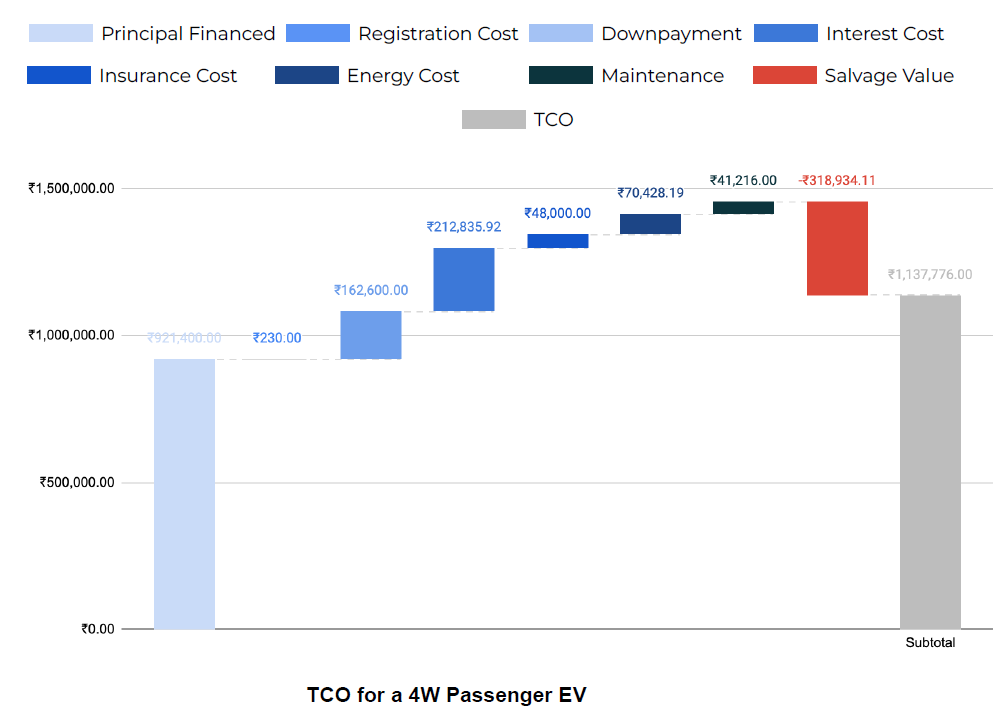 Principal Financed Registration Cost Downpayment Interest Cost
Insurance Cost Energy Cost Maintenance Salvage Value
TCO
₹1,500,000.00
₹1,000,000.00
₹500,000.00
₹0.00
₹921,400.00
₹230.00
₹162,600.00
₹212,835.92
₹48,000.00
₹70,428.19
₹41,216.00
-₹318,934.11
₹1,137,776.00
Subtotal
TCO for a 4W Passenger EV